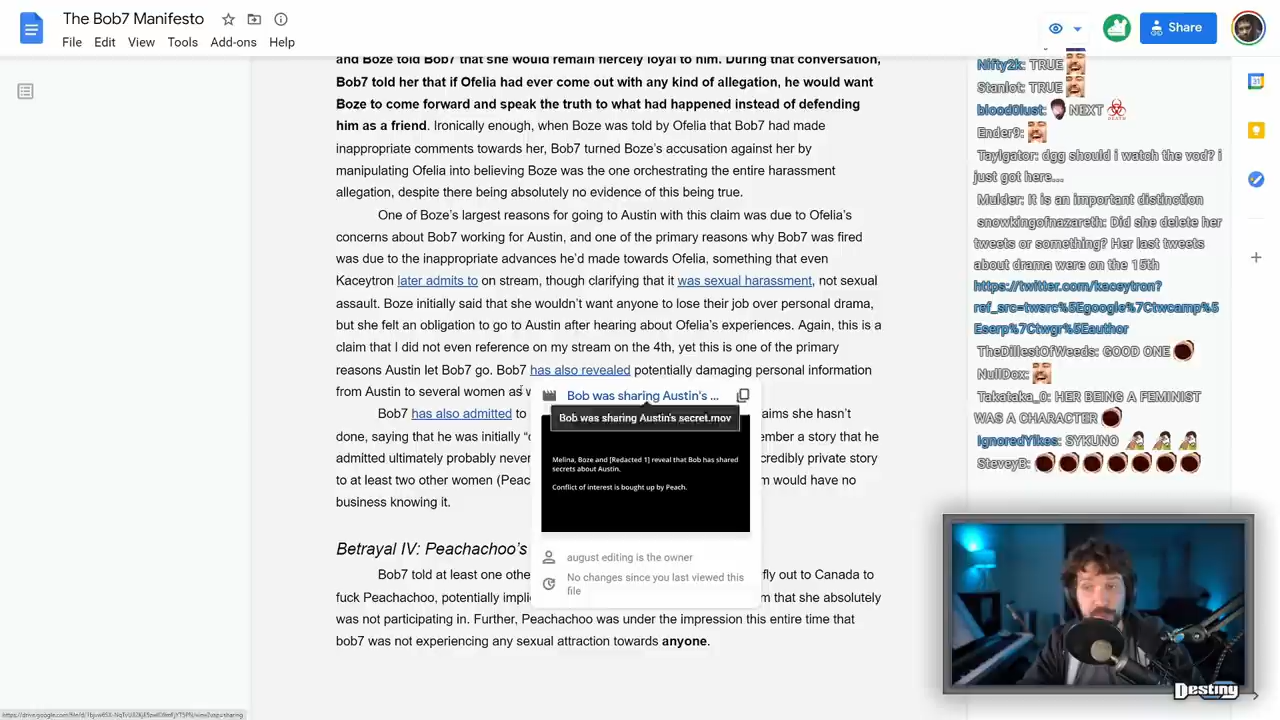 The Bob7 Manifesto
File Edit View Tools Add-ons Help
Share
and Boze told Bob7 that she would remain fiercely loyal to him. During that conversation,
Bob7 told her that if Ofelia had ever come out with any kind of allegation, he would want
Boze to come forward and speak the truth to what had happened instead of defending
him as a friend. Ironically enough, when Boze was told by Ofelia that Bob7 had made
inappropriate comments towards her, Bob7 turned Boze's accusation against her by
manipulating Ofelia into believing Boze was the one orchestrating the entire harassment
allegation, despite there being absolutely no evidence of this being true.
One of Boze's largest reasons for going to Austin with this claim was due to Ofelia's
concerns about Bob7 working for Austin, and one of the primary reasons why Bob7 was fired
was due to the inappropriate advances he'd made towards Ofelia, something that even
Kaceytron later admits to on stream, though clarifying that it was sexual harassment, not sexual
assault. Boze initially said that she wouldn't want anyone to lose their job over personal drama,
but she felt an obligation to go to Austin after hearing about Ofelia's experiences. Again, this is a
claim that I did not even reference on my stream on the 4th, yet this is one of the primary
reasons Austin let Bob7 go. Bob7 has also revealed potentially damaging personal information
from Austin to several women as
Bob7 has also admitted to
aims she hasn't
done, saying that he was initially
ember a story that he
admitted ultimately probably never
credibly private story
to at least two other women (Peac
m would have no
business knowing it.
Bob was sharing Austin's ...
Bob was sharing Austin's secret.mov
Melina, Boze and [Redacted 1] reveal that Bob has shared
secrets about Austin.
Conflict of interest is bought up by Peach.
august editing is the owner
No changes since you last viewed this
file
Betrayal IV: Peachachoo's
Bob7 told at least one othe
fly out to Canada to
fuck Peachachoo, potentially impli
m that she absolutely
was not participating in. Further, Peachachoo was under the impression this entire time that
bob7 was not experiencing any sexual attraction towards anyone.
Nifty2k: TRUE
Stanlot: TRUE
blood0lust: NEXT
Ender9:
Taylgator: dgg should i watch the vod? i
just got here...
Mulder: It is an important distinction
snowkingofnazareth: Did she delete her
tweets or something? Her last tweets
about drama were on the 15th
https://twitter.com/kaceytron?
ref_src=twsrc%5Egoogle%7Ctwcamp%5
Eserp%7Ctwgr%5Eauthor
TheDillestOfWeeds: GOOD ONE
NullDox:
Takataka_0: HER BEING A FEMINIST
WAS A CHARACTER
IgnoredYikes: SYKUNO
SteveyB:
Destiny